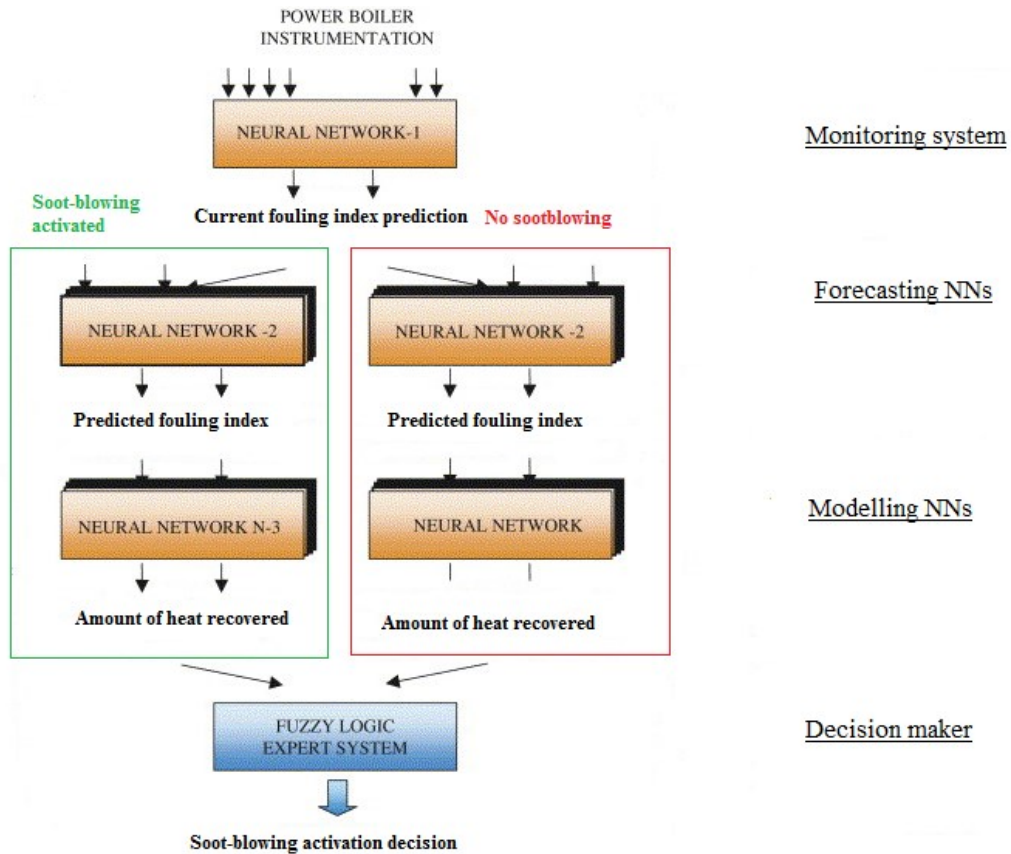 POWER BOILER
INSTRUMENTATION
NEURAL NETWORK-1
Monitoring system
Soot-blowing
activated
Current fouling index prediction
No sootblowing
Forecasting NNs
NEURAL NETWORK -2
NEURAL NETWORK -2
Predicted fouling index
Predicted fouling index
Modelling NNs
NEURAL NETWORK N-3
NEURAL NETWORK
Amount of heat recovered
Amount of heat recovered
FUZZY LOGIC
EXPERT SYSTEM
Decision maker
Soot-blowing activation decision